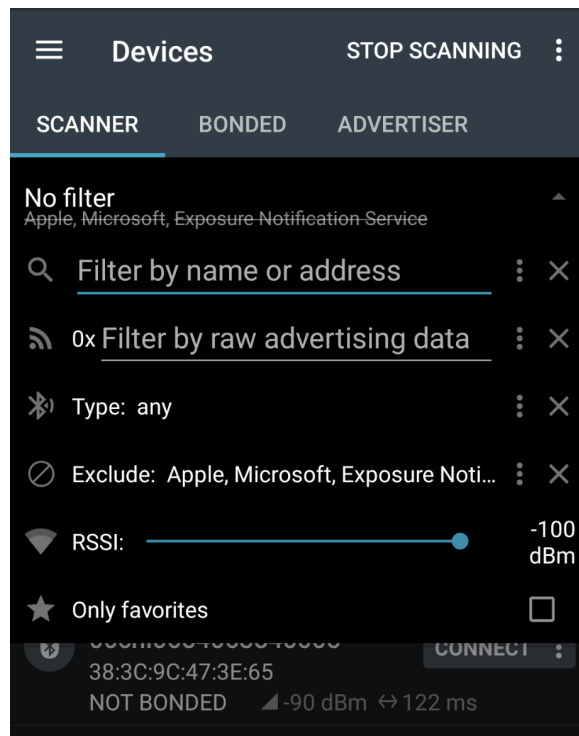 Devices STOP SCANNING
SCANNER BONDED ADVERTISER
No filter
Apple, Microsoft, Exposure Notification Service
Filter by name or address
0x Filter by raw advertising data
Type: any
Exclude: Apple, Microsoft, Exposure Noti...
RSSI: -100 dBm
Only favorites
CONNECT
38:3C:9C:47:3E:65
NOT BONDED -90 dBm 122 ms